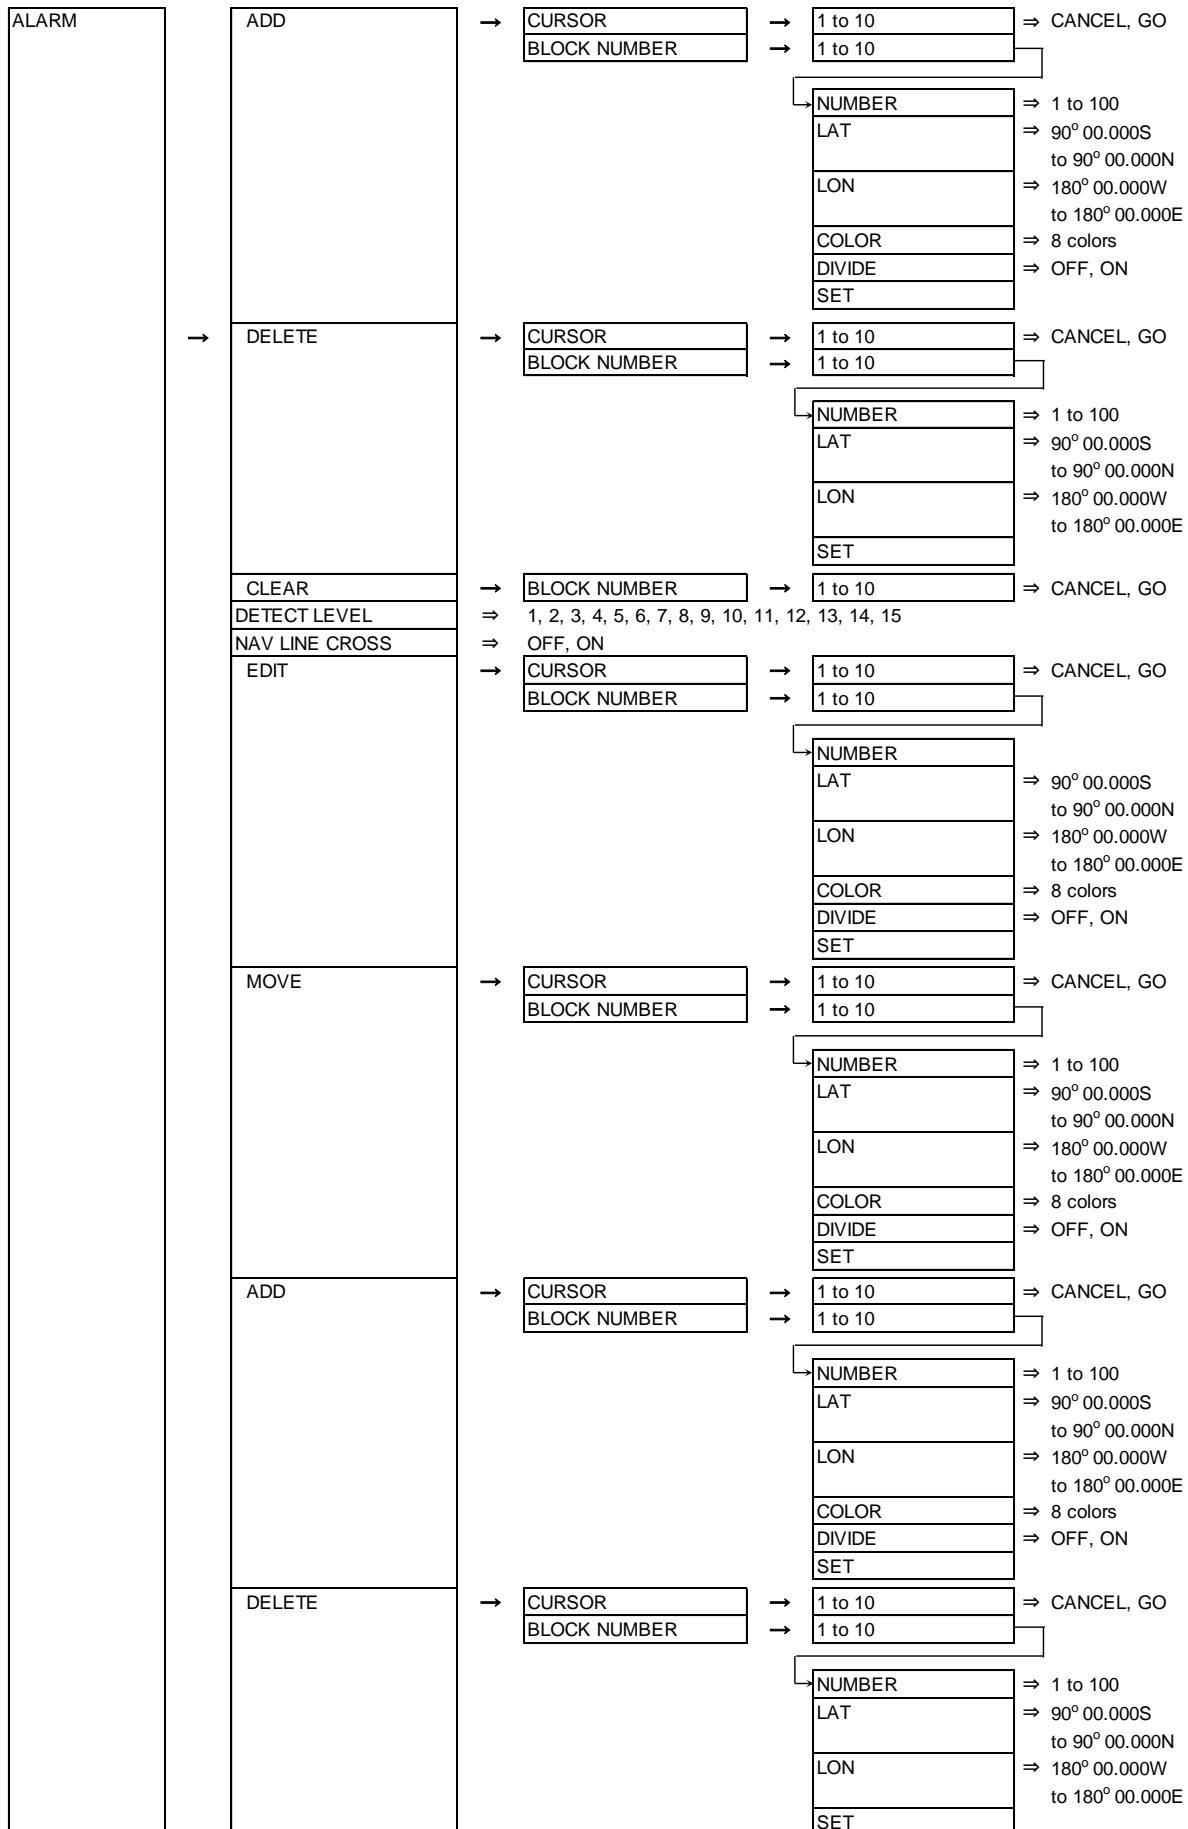 ALARM ADD → CURSOR → 1 to 10 ⇒ CANCEL, GO
BLOCK NUMBER → 1 to 10
NUMBER ⇒ 1 to 100
LAT ⇒ 90° 00.000S
to 90° 00.000N
LON ⇒ 180° 00.000W
to 180° 00.000E
COLOR ⇒ 8 colors
DIVIDE ⇒ OFF, ON
SET
→ DELETE → CURSOR → 1 to 10 ⇒ CANCEL, GO
BLOCK NUMBER → 1 to 10
NUMBER ⇒ 1 to 100
LAT ⇒ 90° 00.000S
to 90° 00.000N
LON ⇒ 180° 00.000W
to 180° 00.000E
SET
CLEAR → BLOCK NUMBER → 1 to 10 ⇒ CANCEL, GO
DETECT LEVEL ⇒ 1, 2, 3, 4, 5, 6, 7, 8, 9, 10, 11, 12, 13, 14, 15
NAV LINE CROSS ⇒ OFF, ON
EDIT → CURSOR → 1 to 10 ⇒ CANCEL, GO
BLOCK NUMBER → 1 to 10
NUMBER
LAT ⇒ 90° 00.000S
to 90° 00.000N
LON ⇒ 180° 00.000W
to 180° 00.000E
COLOR ⇒ 8 colors
DIVIDE ⇒ OFF, ON
SET
MOVE → CURSOR → 1 to 10 ⇒ CANCEL, GO
BLOCK NUMBER → 1 to 10
NUMBER ⇒ 1 to 100
LAT ⇒ 90° 00.000S
to 90° 00.000N
LON ⇒ 180° 00.000W
to 180° 00.000E
COLOR ⇒ 8 colors
DIVIDE ⇒ OFF, ON
SET
ADD → CURSOR → 1 to 10 ⇒ CANCEL, GO
BLOCK NUMBER → 1 to 10
NUMBER ⇒ 1 to 100
LAT ⇒ 90° 00.000S
to 90° 00.000N
LON ⇒ 180° 00.000W
to 180° 00.000E
COLOR ⇒ 8 colors
DIVIDE ⇒ OFF, ON
SET
DELETE → CURSOR → 1 to 10 ⇒ CANCEL, GO
BLOCK NUMBER → 1 to 10
NUMBER ⇒ 1 to 100
LAT ⇒ 90° 00.000S
to 90° 00.000N
LON ⇒ 180° 00.000W
to 180° 00.000E
SET